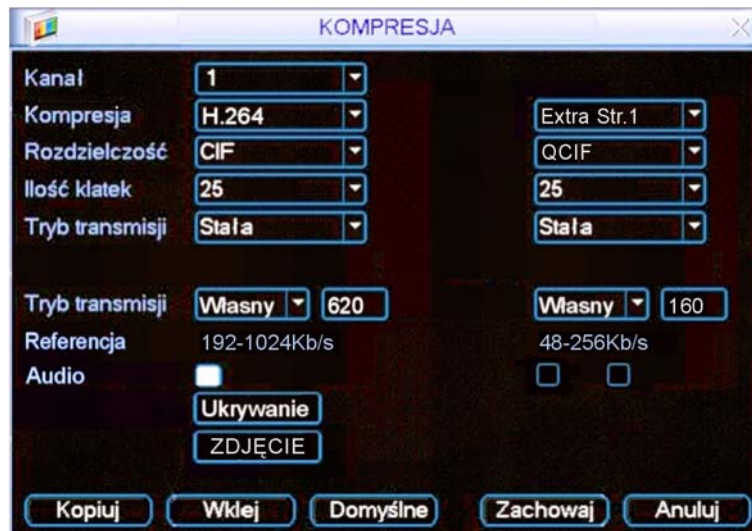 KOMPRESJA
Kanał 1
Kompresja H.264 Extra Str.1
Rozdzielczość CIF QCIF
Ilość klatek 25 25
Tryb transmisji Stała Stała
Tryb transmisji Własny 620 Własny 160
Referencja 192-1024Kb/s 48-256Kb/s
Audio
Ukrywanie
ZDJĘCIE
Kopiuj Wklej Domyślne Zachowaj Anuluj